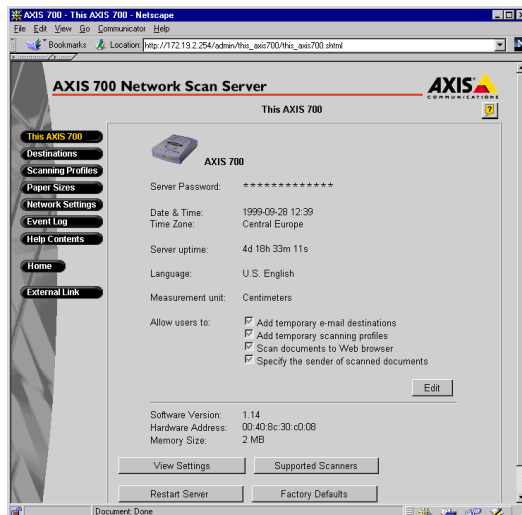 AXIS 700 - This AXIS 700 - Netscape
File Edit View Go Communicator Help
Bookmarks Location: http://172.19.2.254/admin/this_axis700/this_axis700.shtml
AXIS 700 Network Scan Server
AXIS
COMMUNICATIONS
This AXIS 700
?
This AXIS 700
Destinations
Scanning Profiles
Paper Sizes
Network Settings
Event Log
Help Contents
Home
External Link
AXIS 700
Server Password: * * * * * * * * * * * * *
Date & Time: 1999-09-28 12:39
Time Zone: Central Europe
Server uptime: 4d 18h 33m 11s
Language: U.S. English
Measurement unit: Centimeters
Allow users to: Add temporary e-mail destinations
Add temporary scanning profiles
Scan documents to Web browser
Specify the sender of scanned documents
Edit
Software Version: 1.14
Hardware Address: 00:40:8c:30:c0:08
Memory Size: 2 MB
View Settings Supported Scanners
Restart Server Factory Defaults
Document: Done